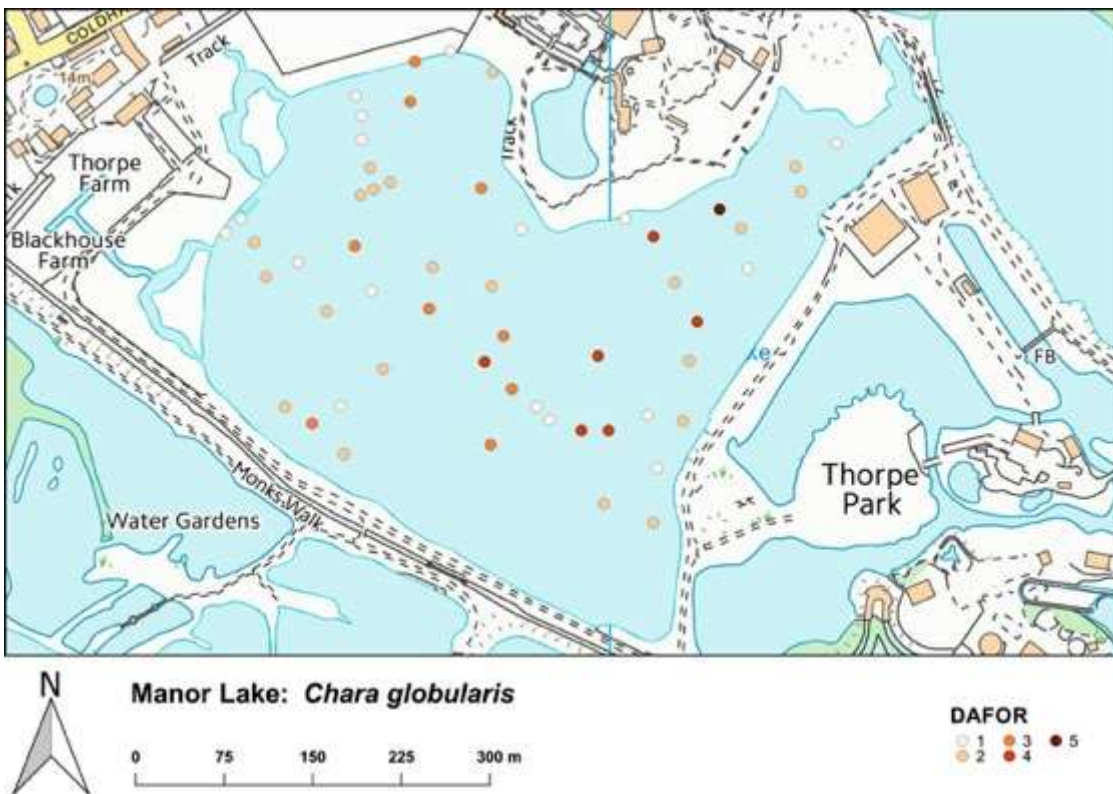 COLDHA
Track
14m
Thorpe
Farm
Blackhouse
Farm
Track
ke
FB
Thorpe
Park
Monks Walk
Water Gardens
N
Manor Lake: Chara globularis
0 75 150 225 300 m
DAFOR
1 3 5
2 4